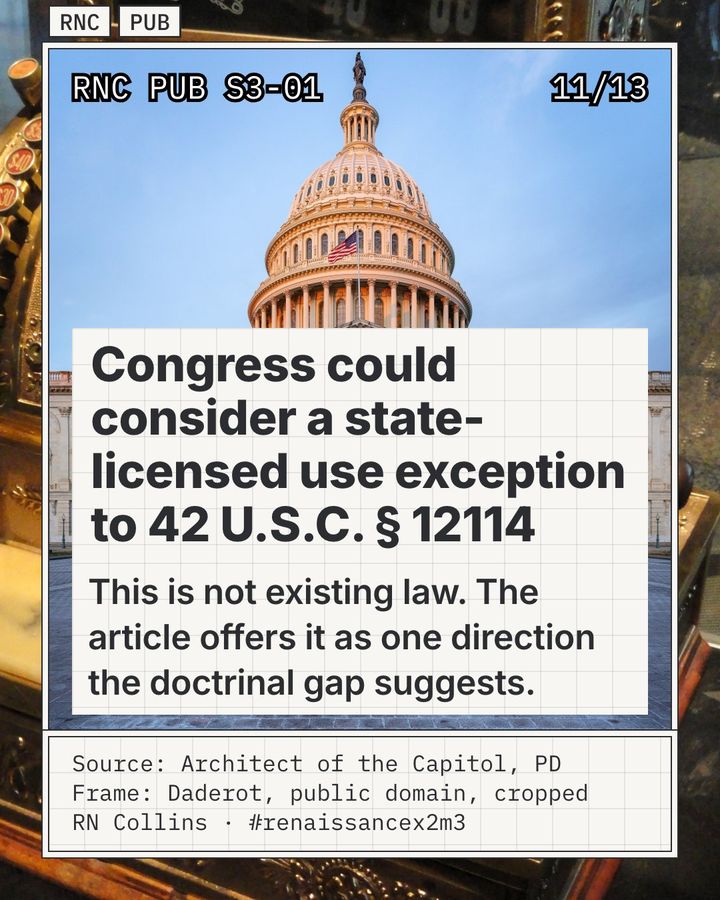 RNC PUB
RNC PUB S3-01 11/13
Congress could
consider a state-
licensed use exception
to 42 U.S.C. § 12114
This is not existing law. The
article offers it as one direction
the doctrinal gap suggests.
Source: Architect of the Capitol, PD
Frame: Daderot, public domain, cropped
RN Collins · #renaissancex2m3